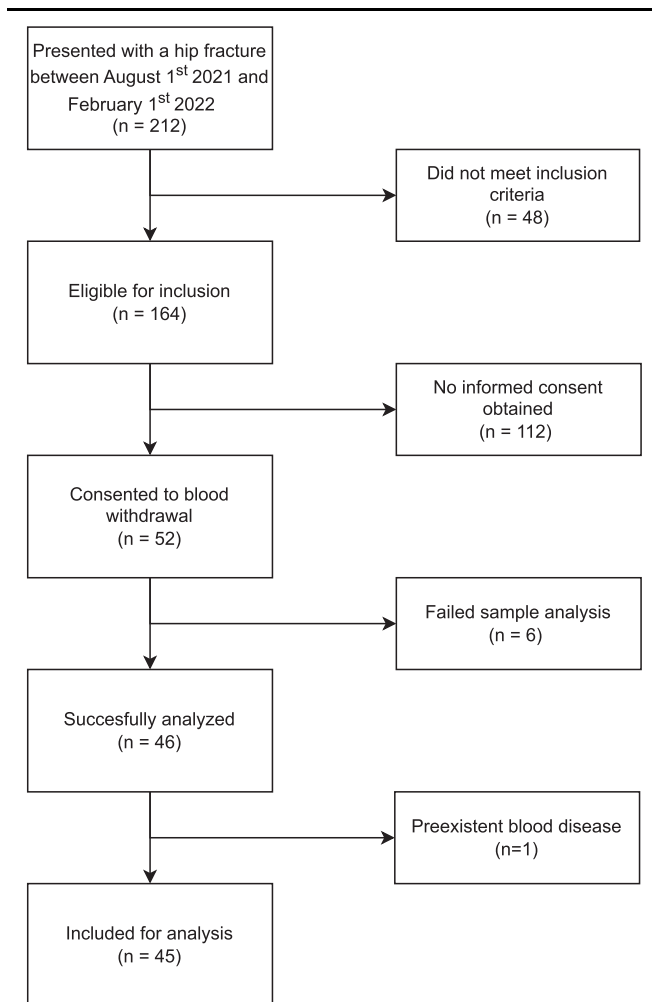 Presented with a hip fracture
between August 1st 2021 and
February 1st 2022
(n = 212)
Did not meet inclusion
criteria
(n = 48)
Eligible for inclusion
(n = 164)
No informed consent
obtained
(n = 112)
Consented to blood
withdrawal
(n = 52)
Failed sample analysis
(n = 6)
Succesfully analyzed
(n = 46)
Preexistent blood disease
(n=1)
Included for analysis
(n = 45)